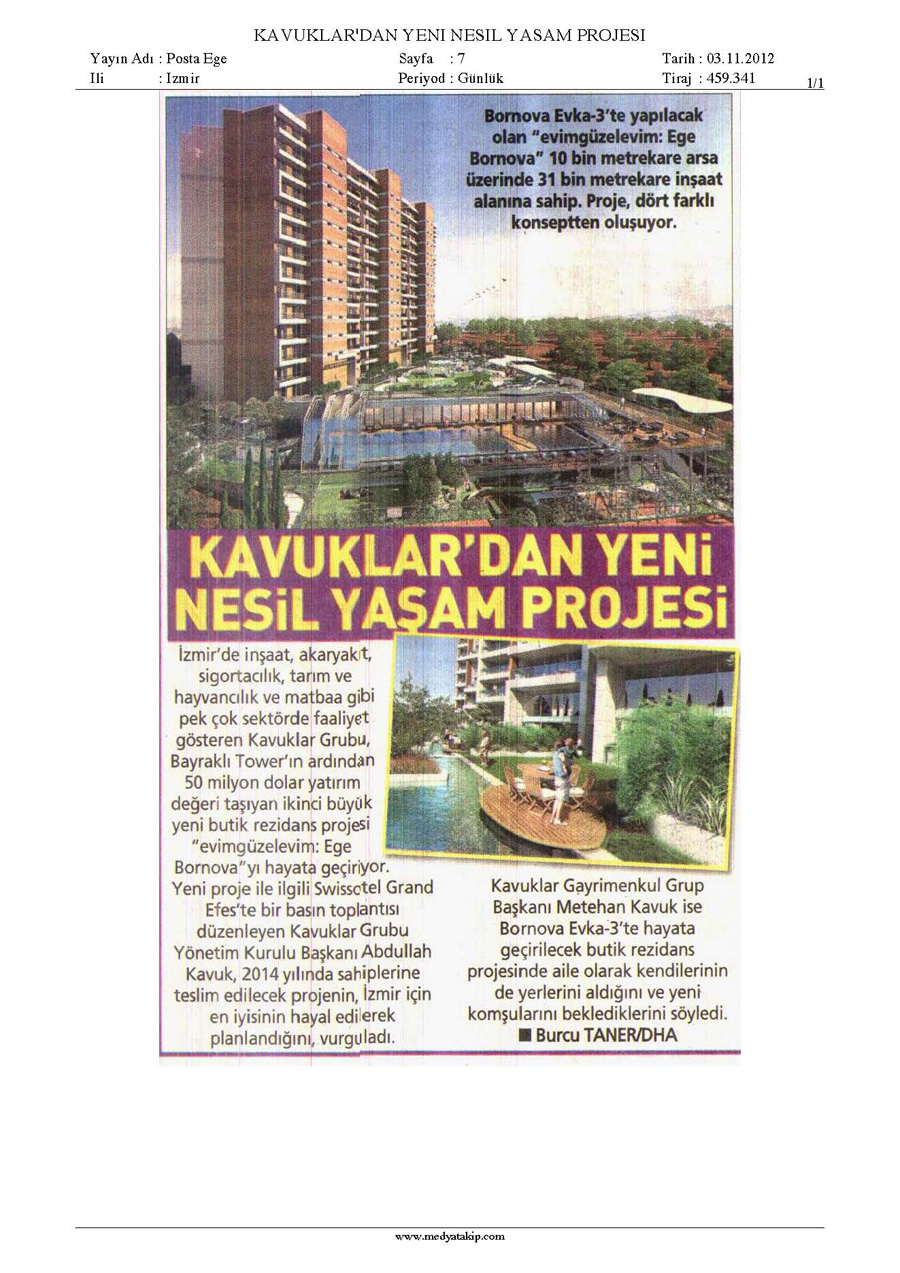 KAVUKLAR'DAN YENI NESIL YASAM PROJESI
Yayın Adı : Posta Ege
Sayfa : 7
Tarih : 03.11.2012
Ili : Izmir
Periyod : Günlük
Tiraj : 459.341
1/1
Bornova Evka-3'te yapılacak
olan "evimgüzelevim: Ege
Bornova" 10 bin metrekare arsa
üzerinde 31 bin metrekare inşaat
alanına sahip. Proje, dört farklı
konseptten oluşuyor.
KAVUKLAR'DAN YENİ
NESİL YAŞAM PROJESİ
İzmir'de inşaat, akaryakıt,
sigortacılık, tarım ve
hayvancılık ve matbaa gibi
pek çok sektörde faaliyet
gösteren Kavuklar Grubu,
Bayraklı Tower'ın ardından
50 milyon dolar yatırım
değeri taşıyan ikinci büyük
yeni butik rezidans projesi
"evimgüzelevim: Ege
Bornova"yı hayata geçiriyor.
Yeni proje ile ilgili Swissotel Grand
Efes'te bir basın toplantısı
düzenleyen Kavuklar Grubu
Yönetim Kurulu Başkanı Abdullah
Kavuk, 2014 yılında sahiplerine
teslim edilecek projenin, İzmir için
en iyisinin hayal edilerek
planlandığını, vurguladı.
Kavuklar Gayrimenkul Grup
Başkanı Metehan Kavuk ise
Bornova Evka-3'te hayata
geçirilecek butik rezidans
projesinde aile olarak kendilerinin
de yerlerini aldığını ve yeni
komşularını beklediklerini söyledi.
■ Burcu TANER/DHA
www.medyatakip.com